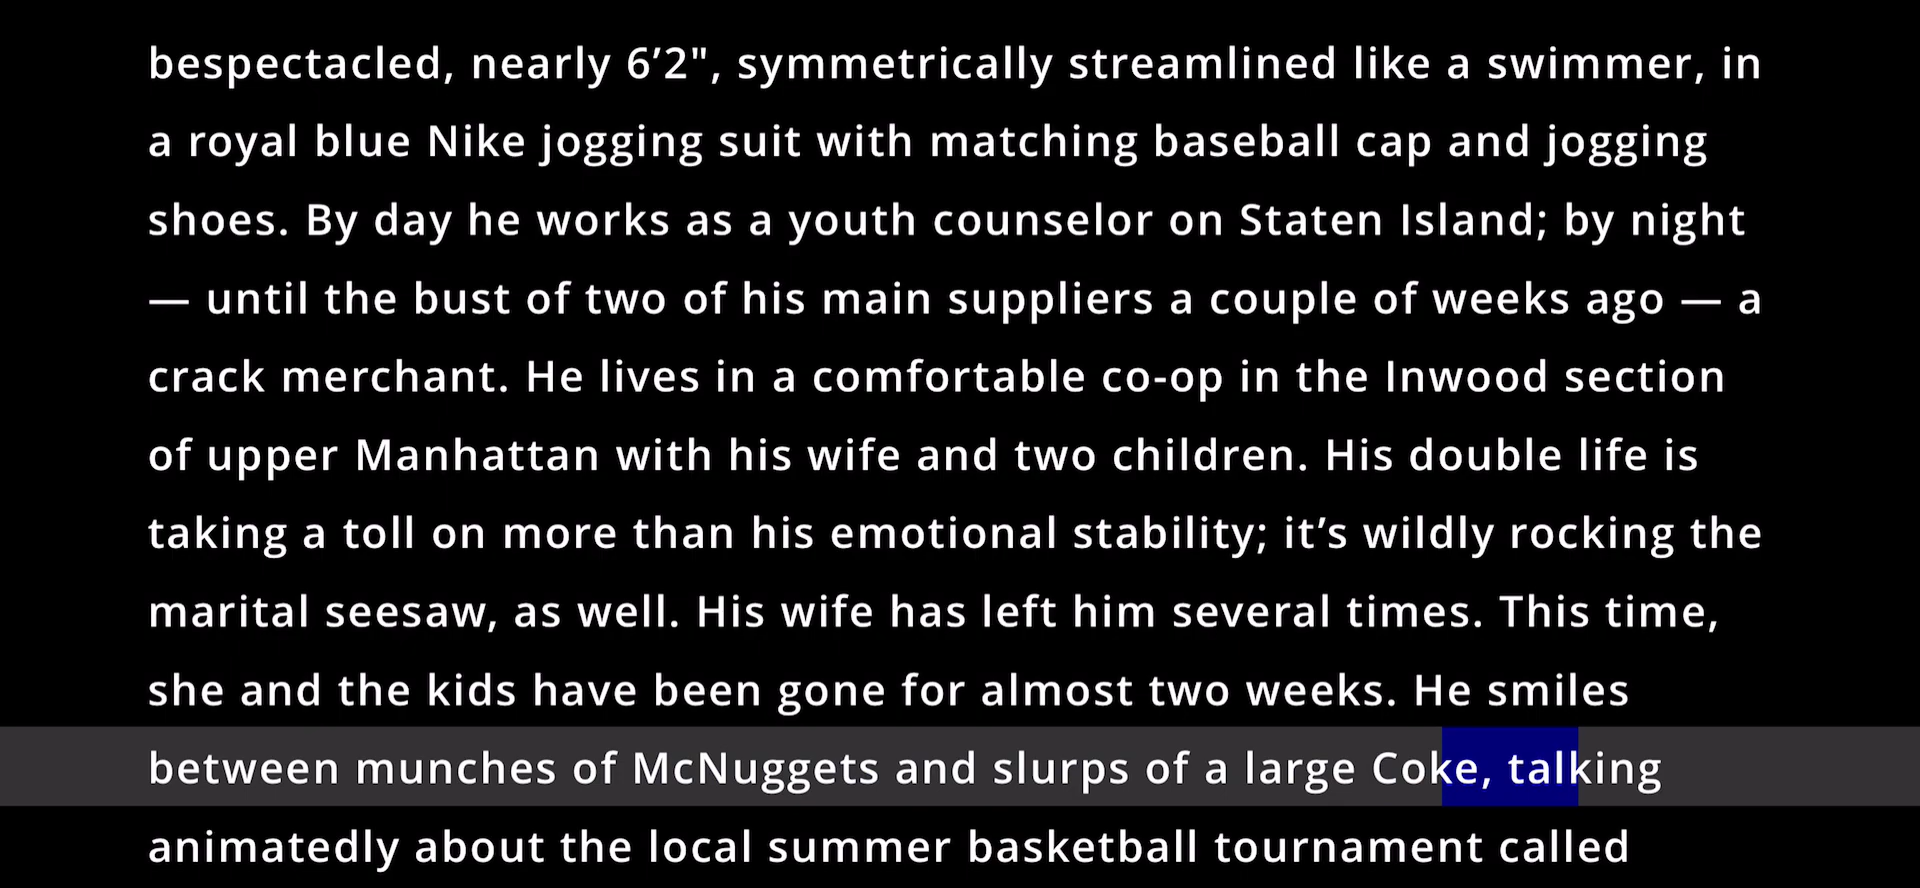 bespectacled, nearly 6’2", symmetrically streamlined like a swimmer, in
a royal blue Nike jogging suit with matching baseball cap and jogging
shoes. By day he works as a youth counselor on Staten Island; by night
— until the bust of two of his main suppliers a couple of weeks ago — a
crack merchant. He lives in a comfortable co-op in the Inwood section
of upper Manhattan with his wife and two children. His double life is
taking a toll on more than his emotional stability; it’s wildly rocking the
marital seesaw, as well. His wife has left him several times. This time,
she and the kids have been gone for almost two weeks. He smiles
between munches of McNuggets and slurps of a large Coke, talking
animatedly about the local summer basketball tournament called